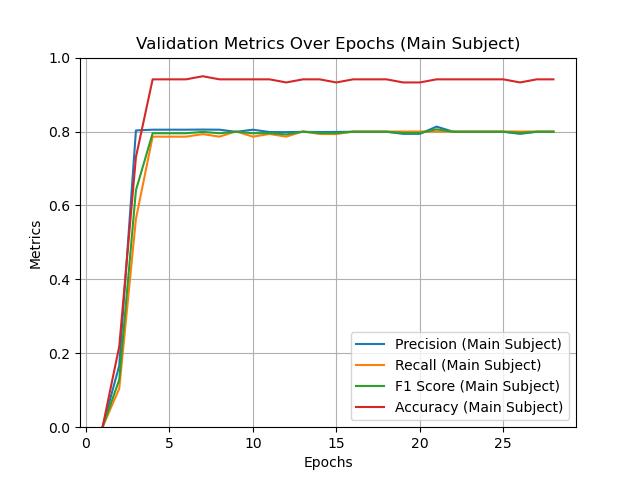 Validation Metrics Over Epochs (Main Subject)
1.0
0.8
0.6
0.4
0.2
0.0
Metrics
Precision (Main Subject)
Recall (Main Subject)
F1 Score (Main Subject)
Accuracy (Main Subject)
0 5 10 15 20 25
Epochs